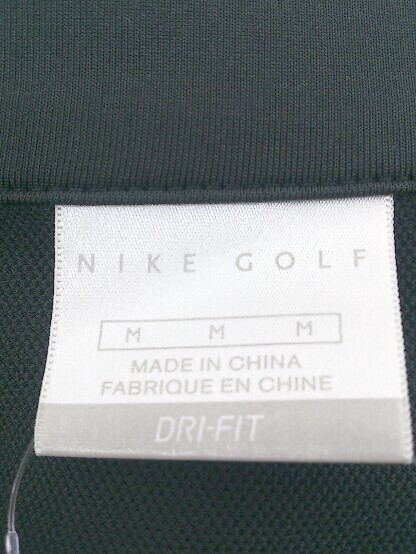 NIKE GOLF
M M M
MADE IN CHINA
FABRIQUE EN CHINE
DRI-FIT